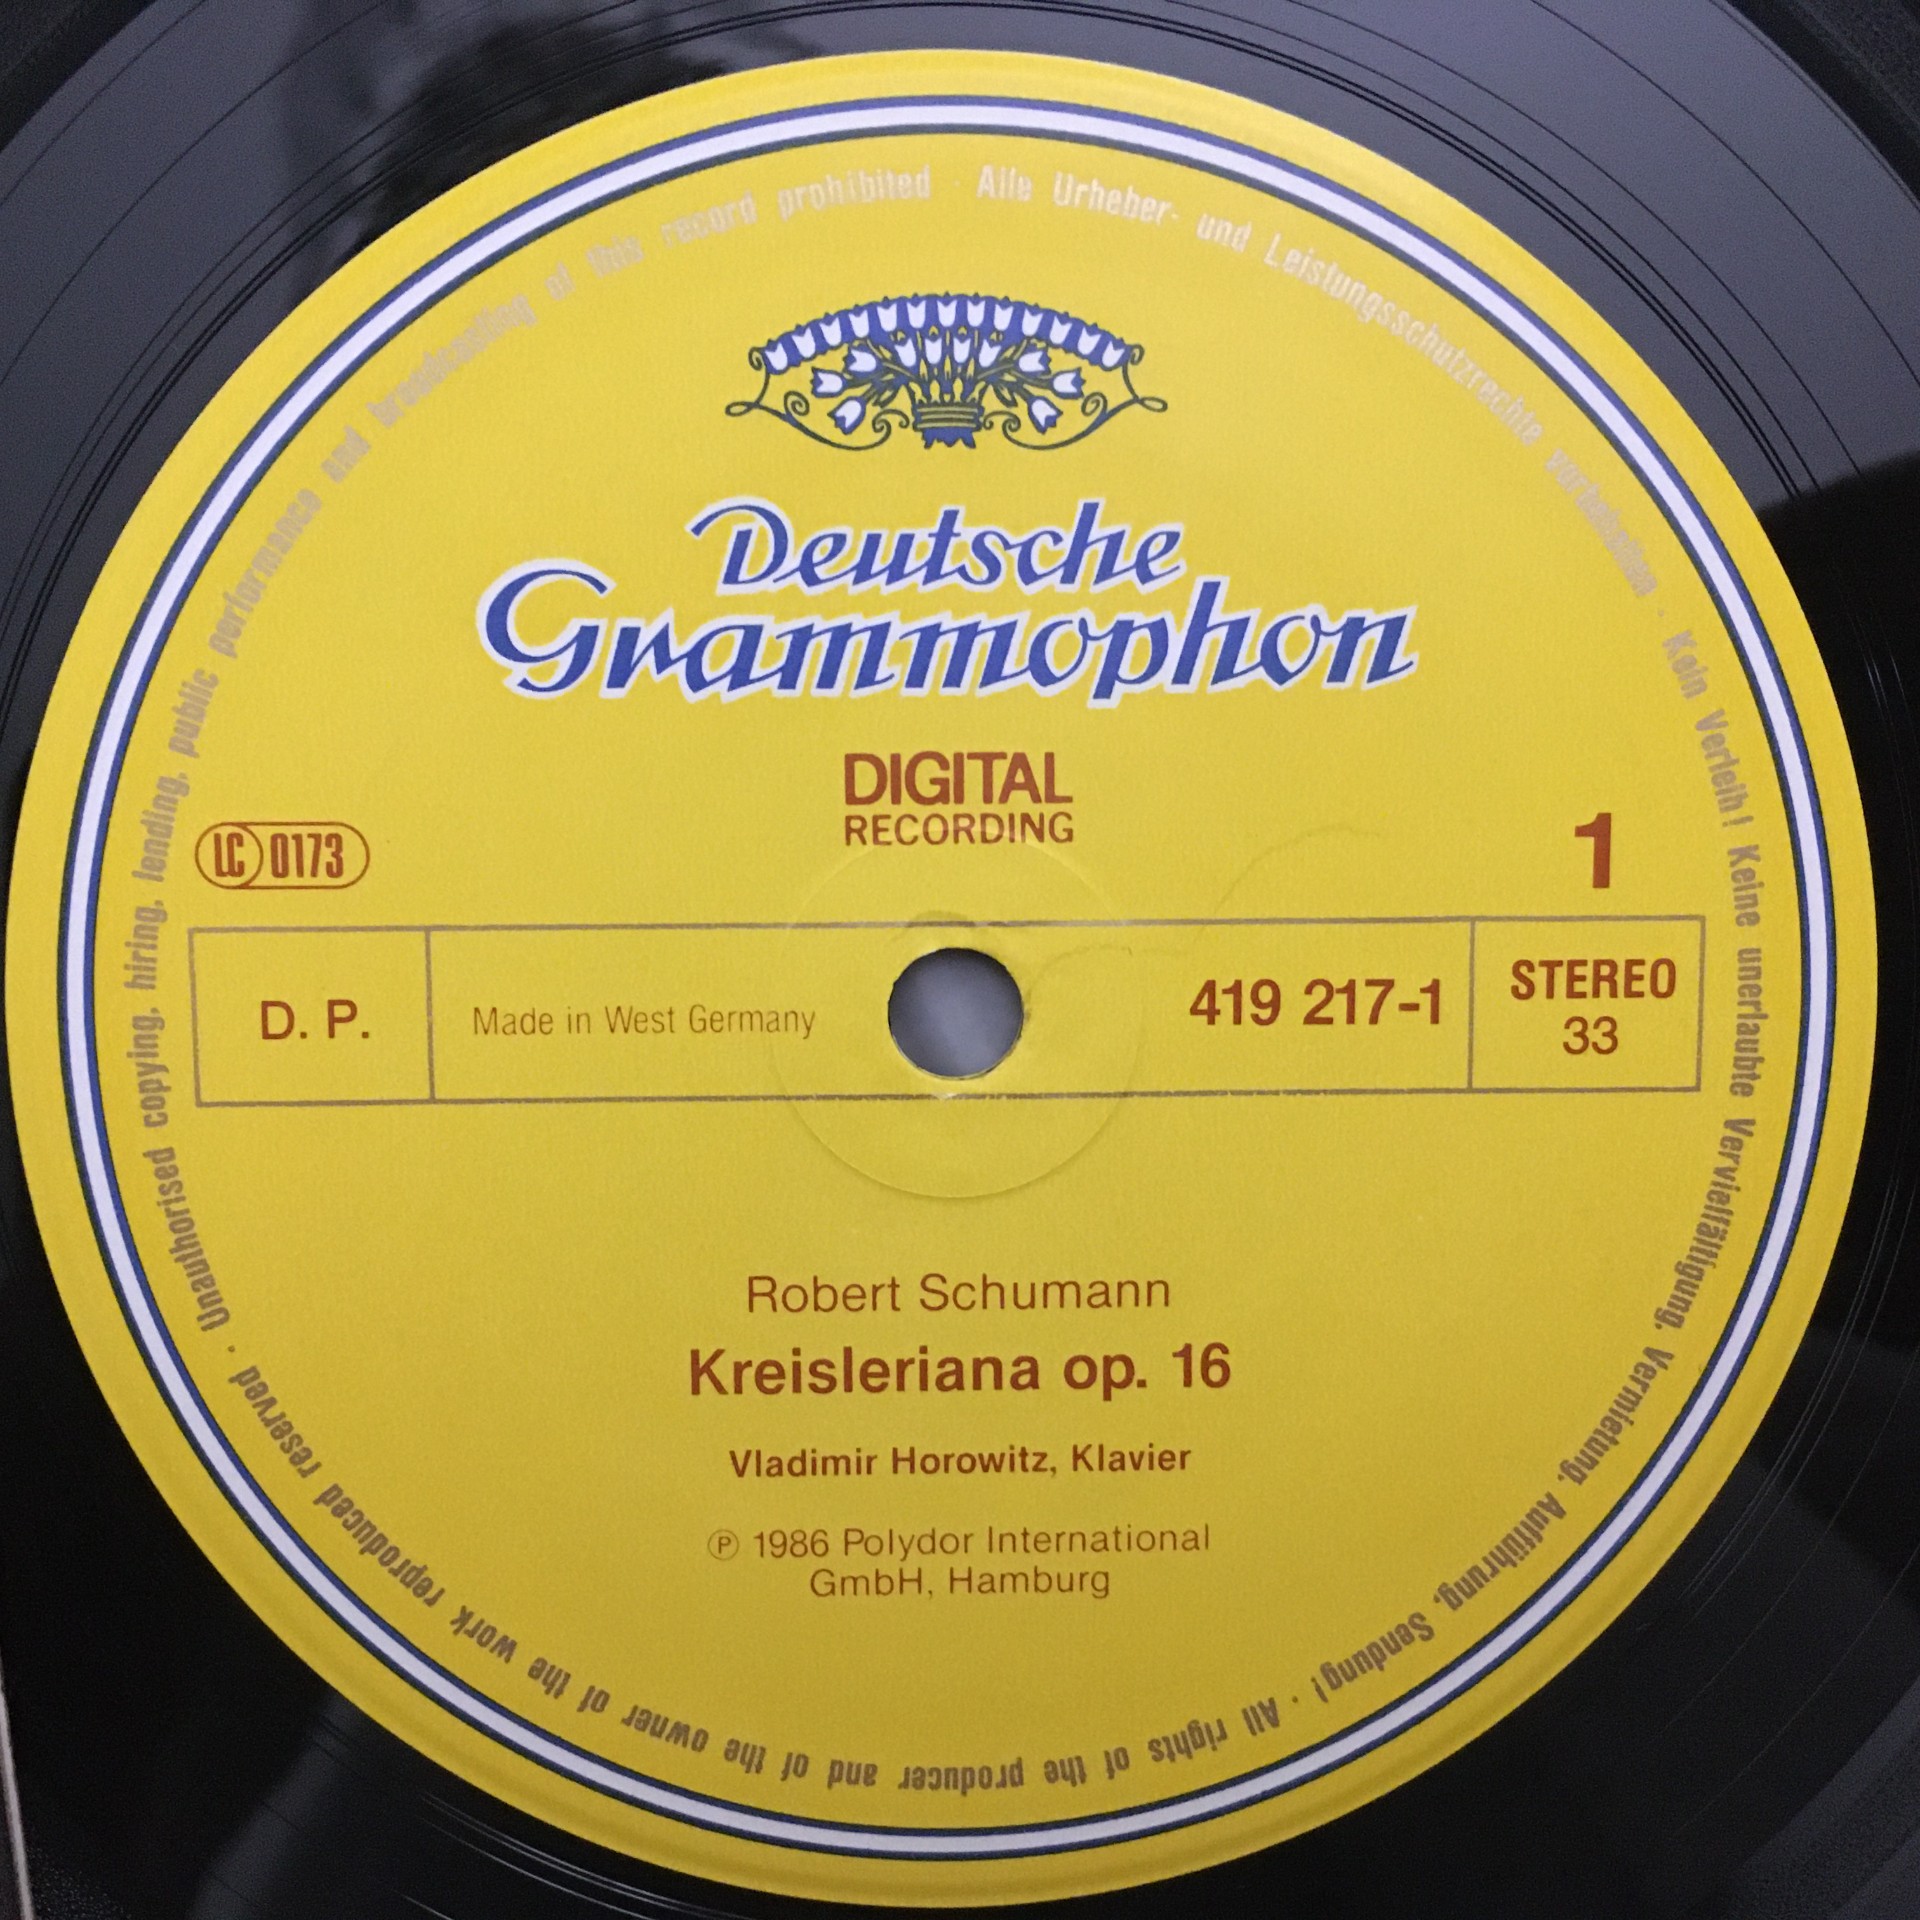 Deutsche
Grammophon
DIGITAL
RECORDING
LC 0173
1
D. P.
Made in West Germany
419 217-1
STEREO
33
Robert Schumann
Kreisleriana op. 16
Vladimir Horowitz, Klavier
℗ 1986 Polydor International
GmbH, Hamburg
Alle Urheber- und Leistungsschutzrechte vorbehalten · Kein Verleih! Keine unerlaubte Vervielfältigung, Vermietung, Aufführung, Sendung! · All rights of the producer and of the owner of the work reproduced reserved · Unauthorised copying, hiring, lending, public performance and broadcasting of this record prohibited ·